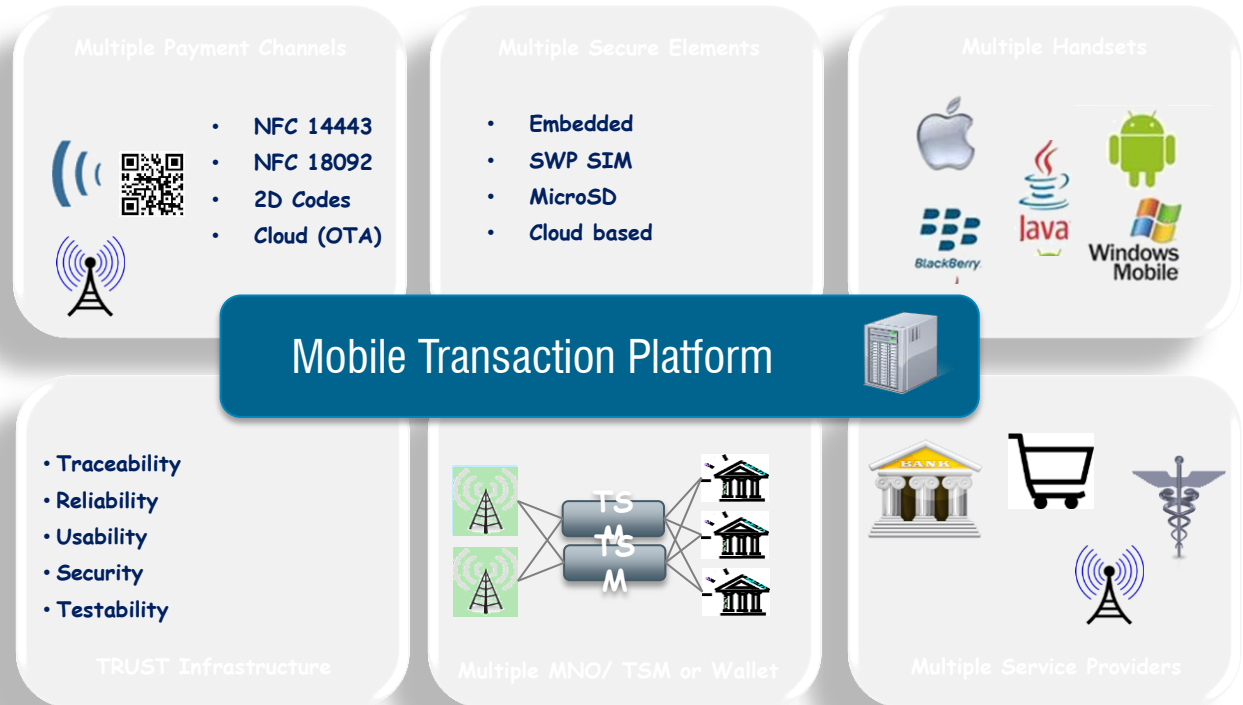 Multiple Payment Channels
• NFC 14443
• NFC 18092
• 2D Codes
• Cloud (OTA)
Multiple Secure Elements
• Embedded
• SWP SIM
• MicroSD
• Cloud based
Multiple Handsets
Java
BlackBerry.
Windows
Mobile
Mobile Transaction Platform
• Traceability
• Reliability
• Usability
• Security
• Testability
TRUST Infrastructure
TS
M
TS
M
Multiple MNO/ TSM or Wallet
BANK
Multiple Service Providers